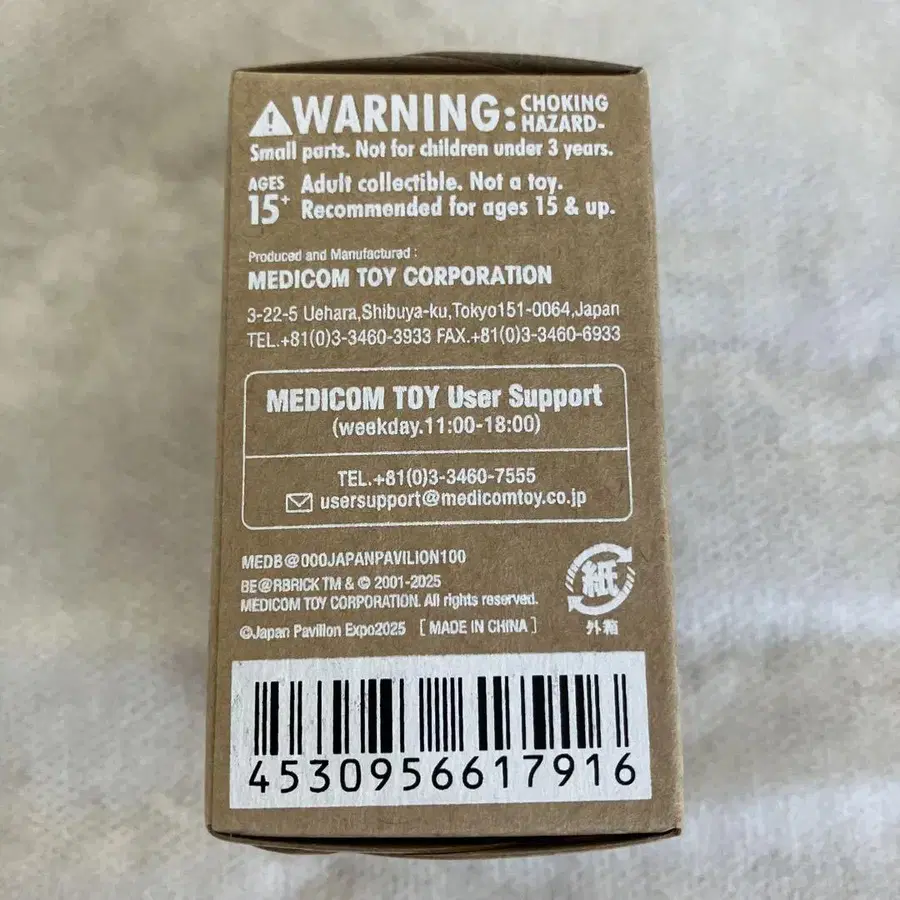 ⚠WARNING: CHOKING HAZARD-
Small parts. Not for children under 3 years.
AGES 15+ Adult collectible. Not a toy.
Recommended for ages 15 & up.
Produced and Manufactured :
MEDICOM TOY CORPORATION
3-22-5 Uehara,Shibuya-ku,Tokyo151-0064,Japan
TEL.+81(0)3-3460-3933 FAX.+81(0)3-3460-6933
MEDICOM TOY User Support
(weekday.11:00-18:00)
TEL.+81(0)3-3460-7555
usersupport@medicomtoy.co.jp
MEDB@000JAPANPAVILION100
BE@RBRICK TM & © 2001-2025
MEDICOM TOY CORPORATION. All rights reserved.
©Japan Pavilion Expo2025 [ MADE IN CHINA ]
紙
外箱
4530956617916